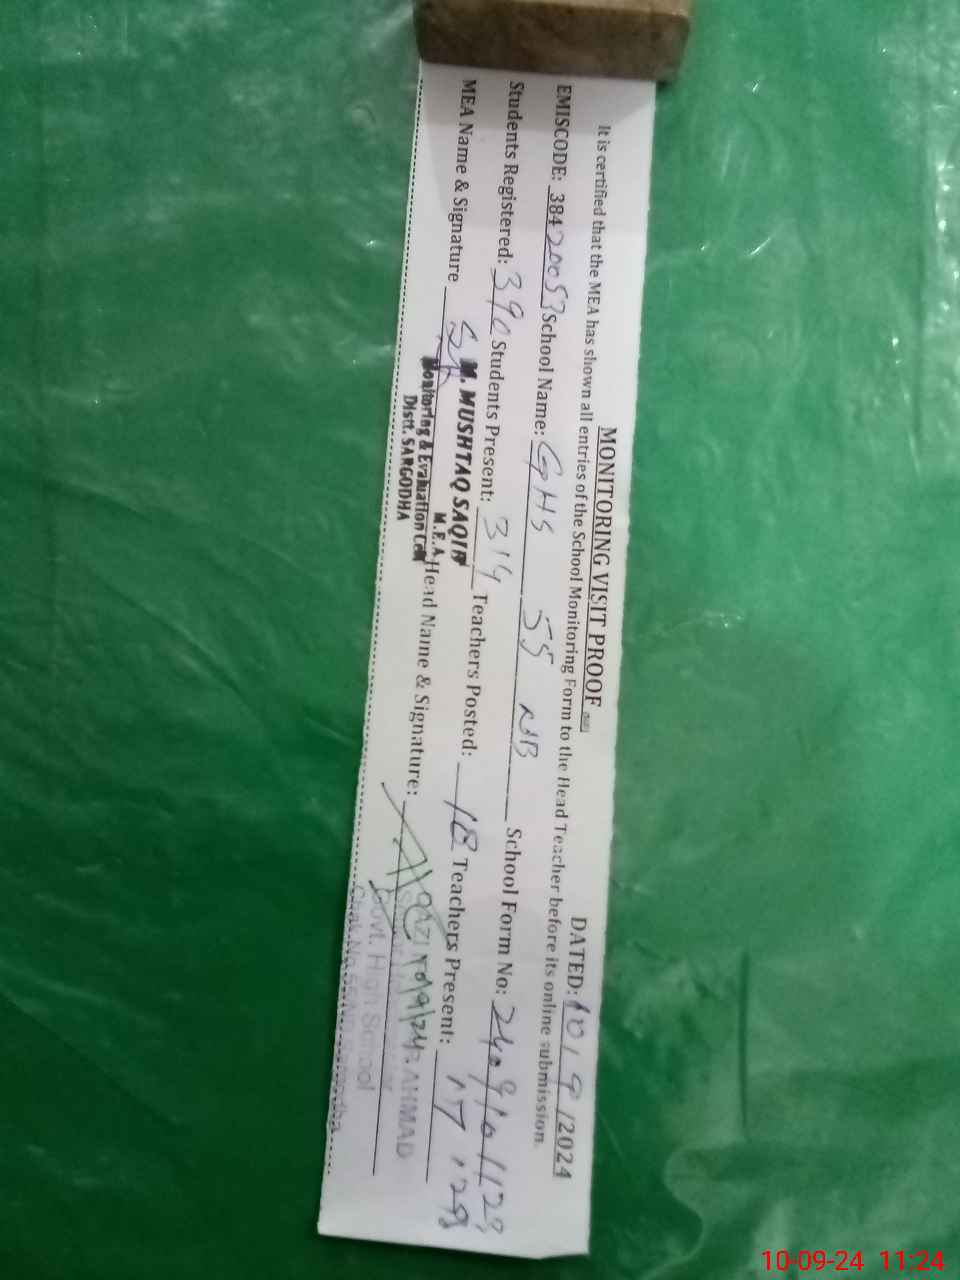 MONITORING VISIT PROOF
DATED: 10/9/2024
It is certified that the MEA has shown all entries of the School Monitoring Form to the Head Teacher before its online submission.
EMISCODE: 38420053 School Name: GHS 55 NB School Form No:
Students Registered: 390 Students Present: 314 Teachers Posted: 18 Teachers Present: 17
MEA Name & Signature
M. MUSHTAQ SAQIB
M.E.A
Monitoring & Evaluation Cell
Distt. SARGODHA
Head Name & Signature:
QAZI AHMAD
10/9/24
Govt. High School
Chak No.55
10-09-24 11:24